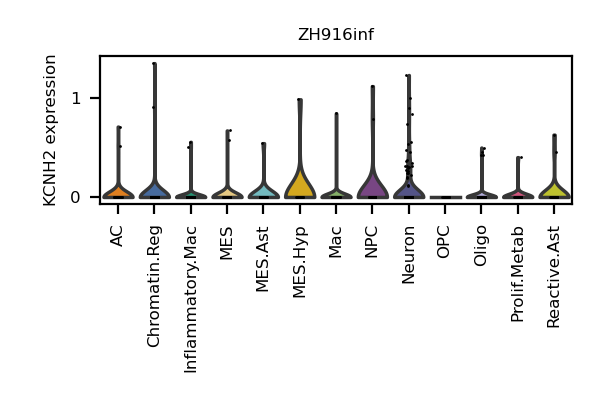 ZH916inf
KCNH2 expression
1
0
AC
Chromatin.Reg
Inflammatory.Mac
MES
MES.Ast
MES.Hyp
Mac
NPC
Neuron
OPC
Oligo
Prolif.Metab
Reactive.Ast